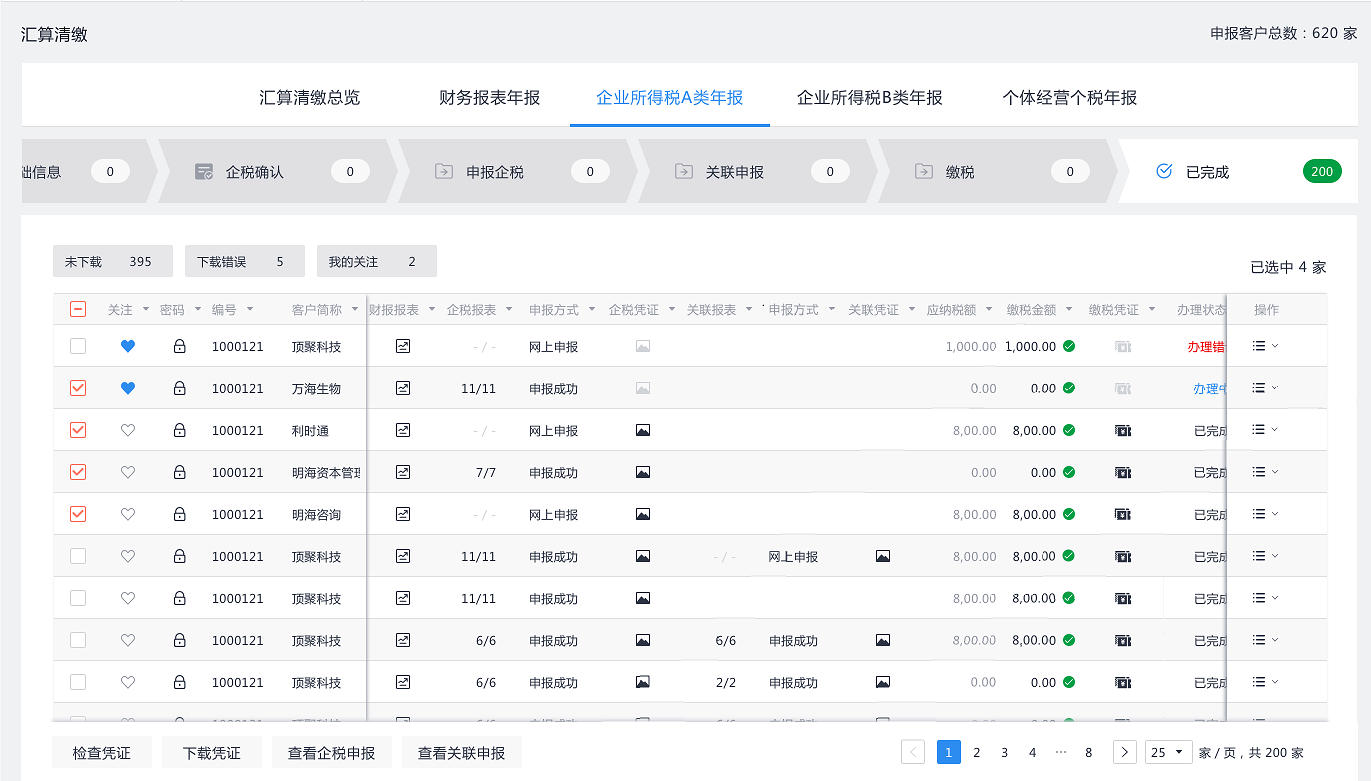 汇算清缴 申报客户总数：620 家
汇算清缴总览 财务报表年报 企业所得税A类年报 企业所得税B类年报 个体经营个税年报
础信息 0 企税确认 0 申报企税 0 关联申报 0 缴税 0 已完成 200
未下载 395 下载错误 5 我的关注 2 已选中 4 家
关注 密码 编号 客户简称 财报报表 企税报表 申报方式 企税凭证 关联报表 申报方式 关联凭证 应纳税额 缴税金额 缴税凭证 办理状态 操作
1000121 顶聚科技 - / - 网上申报 1,000.00 1,000.00 办理错
1000121 万海生物 11/11 申报成功 0.00 0.00 办理中
1000121 利时通 - / - 网上申报 8,00.00 8,00.00 已完成
1000121 明海资本管理 7/7 申报成功 0.00 0.00 已完成
1000121 明海咨询 - / - 网上申报 8,00.00 8,00.00 已完成
1000121 顶聚科技 11/11 申报成功 - / - 网上申报 8,00.00 8,00.00 已完成
1000121 顶聚科技 11/11 申报成功 8,00.00 8,00.00 已完成
1000121 顶聚科技 6/6 申报成功 6/6 申报成功 8,00.00 8,00.00 已完成
1000121 顶聚科技 6/6 申报成功 2/2 申报成功 0.00 0.00 已完成
检查凭证 下载凭证 查看企税申报 查看关联申报 1 2 3 4 ··· 8 25 家 / 页，共 200 家